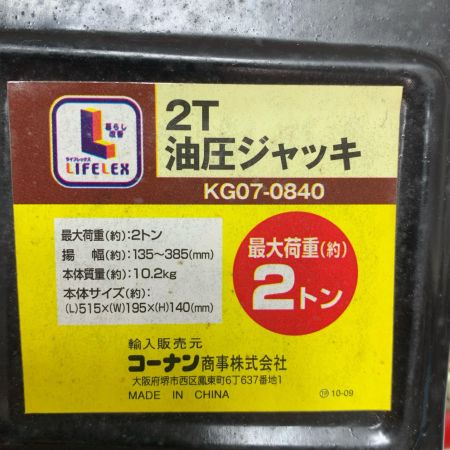 暮らし
改善
ライフレックス
LIFELEX
2T
油圧ジャッキ
KG07-0840
最大荷重(約):2トン
揚 幅(約):135～385(mm)
本体質量(約):10.2kg
本体サイズ(約):
(L)515×(W)195×(H)140(mm)
最大荷重(約)
2トン
輸入販売元
コーナン商事株式会社
大阪府堺市西区鳳東町6丁637番地1
MADE IN CHINA
10-09